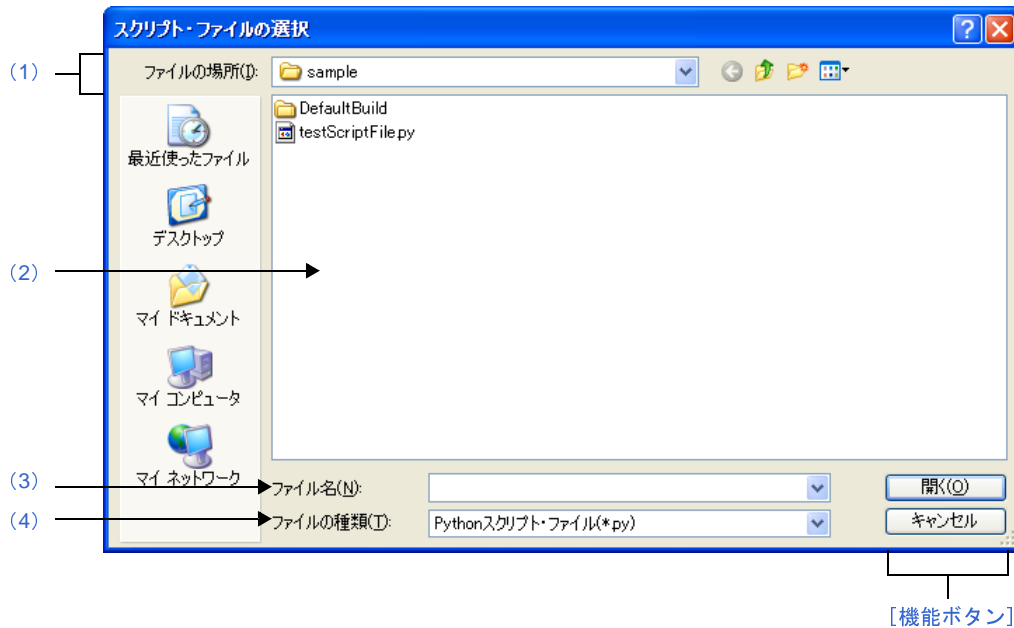 スクリプト・ファイルの選択
(1)
ファイルの場所(I):
sample
DefaultBuild
testScriptFile.py
最近使ったファイル
デスクトップ
(2)
マイ ドキュメント
マイ コンピュータ
マイ ネットワーク
(3)
ファイル名(N):
開く(O)
(4)
ファイルの種類(T):
Pythonスクリプト・ファイル(*.py)
キャンセル
[機能ボタン]